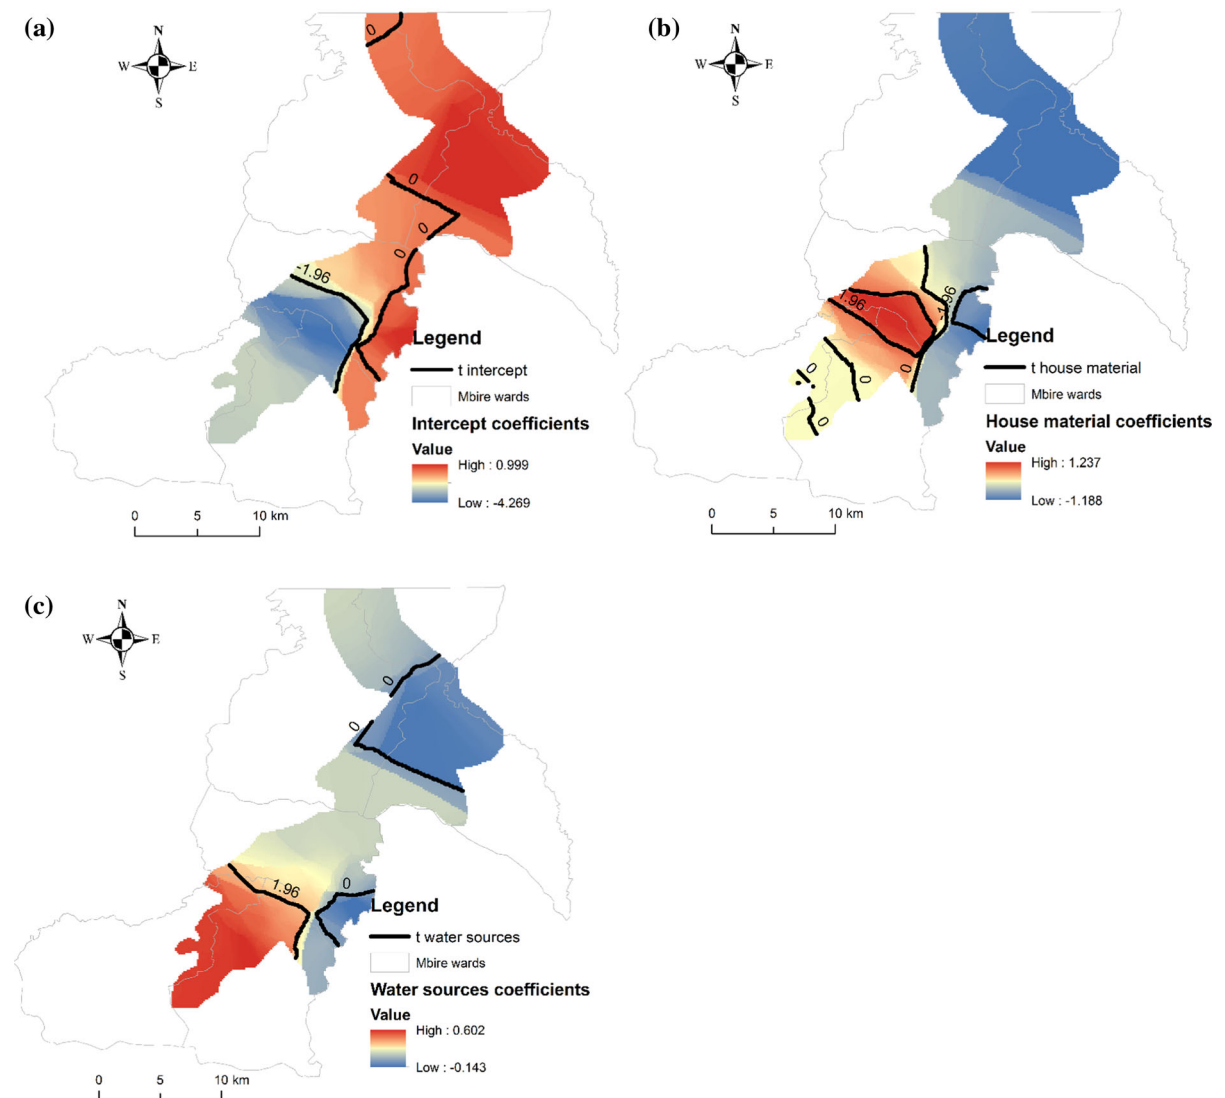 (a)
N
W E
S
0
0
0
0
-1.96
Legend
t intercept
Mbire wards
Intercept coefficients
Value
High : 0.999
Low : -4.269
0 5 10 km
(b)
N
W E
S
1.96
-1.96
0
0
0
0
Legend
t house material
Mbire wards
House material coefficients
Value
High : 1.237
Low : -1.188
0 5 10 km
(c)
N
W E
S
0
0
1.96
0
Legend
t water sources
Mbire wards
Water sources coefficients
Value
High : 0.602
Low : -0.143
0 5 10 km